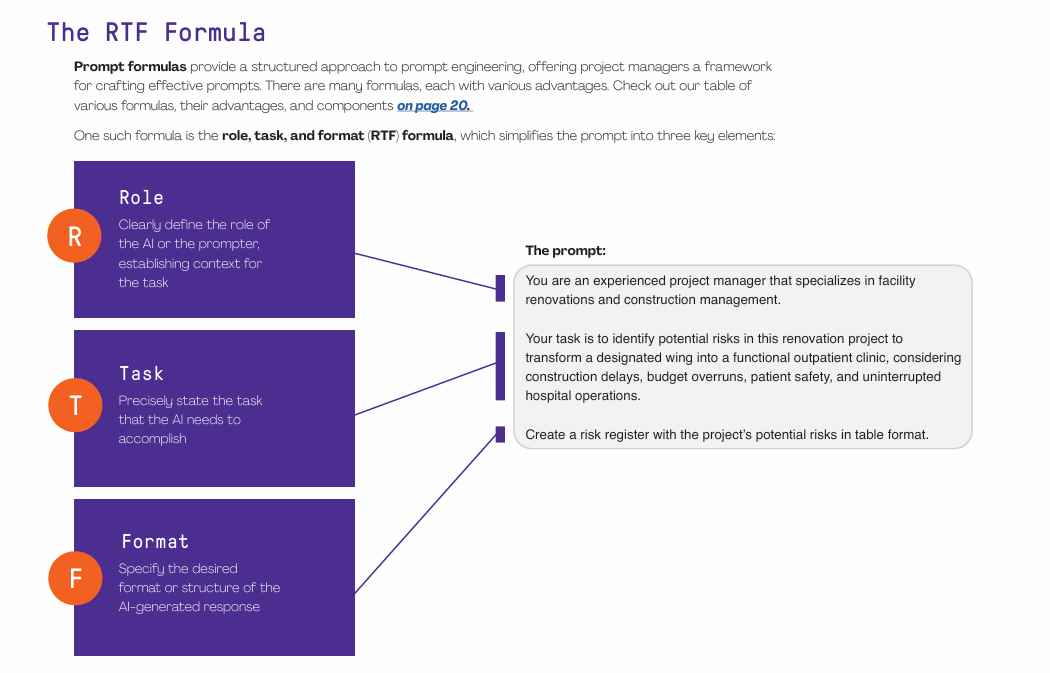 The RTF Formula
Prompt formulas provide a structured approach to prompt engineering, offering project managers a framework
for crafting effective prompts. There are many formulas, each with various advantages. Check out our table of
various formulas, their advantages, and components on page 20.
One such formula is the role, task, and format (RTF) formula, which simplifies the prompt into three key elements:
R
Role
Clearly define the role of
the AI or the prompter,
establishing context for
the task
T
Task
Precisely state the task
that the AI needs to
accomplish
F
Format
Specify the desired
format or structure of the
AI-generated response
The prompt:
You are an experienced project manager that specializes in facility
renovations and construction management.
Your task is to identify potential risks in this renovation project to
transform a designated wing into a functional outpatient clinic, considering
construction delays, budget overruns, patient safety, and uninterrupted
hospital operations.
Create a risk register with the project's potential risks in table format.